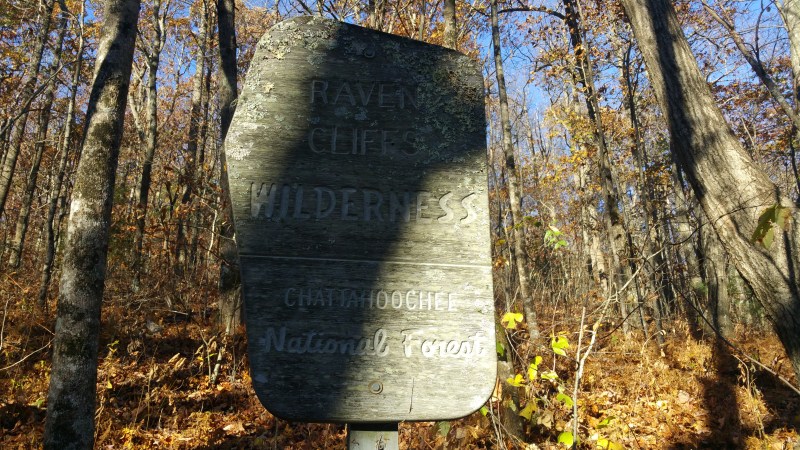 RAVEN
CLIFFS
WILDERNESS
CHATTAHOOCHEE
National Forest